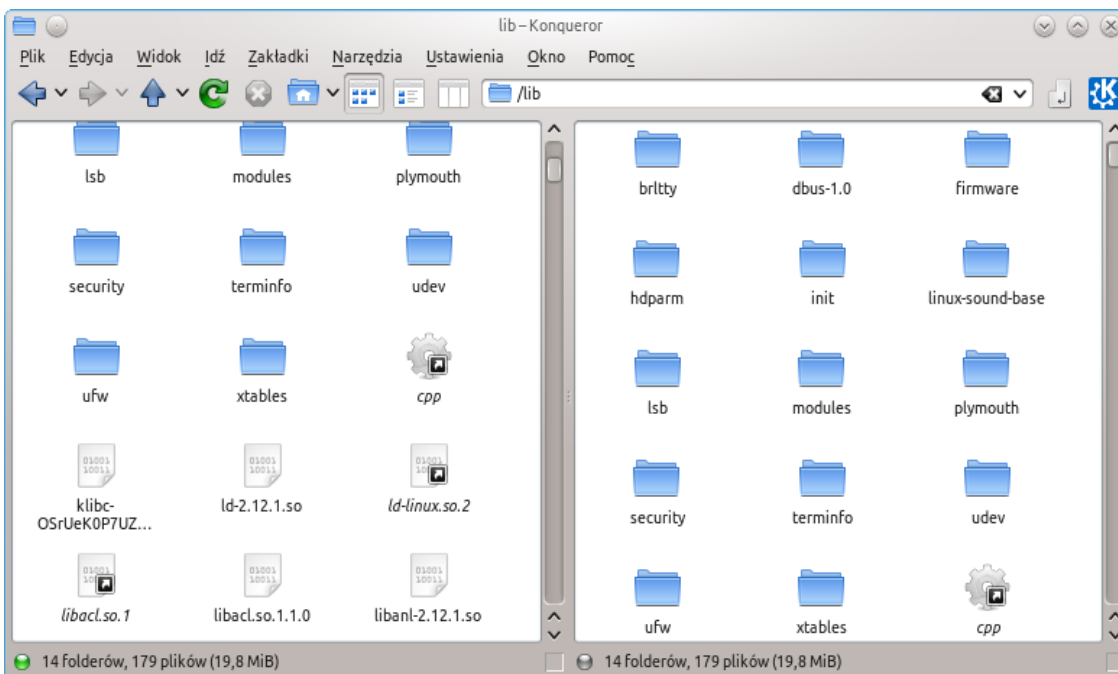 lib – Konqueror
Plik Edycja Widok Idź Zakładki Narzędzia Ustawienia Okno Pomoc
/lib
lsb modules plymouth
security terminfo udev
ufw xtables cpp
klibc-
OSrUeK0P7UZ... ld-2.12.1.so ld-linux.so.2
libacl.so.1 libacl.so.1.1.0 libanl-2.12.1.so
14 folderów, 179 plików (19,8 MiB)
brltty dbus-1.0 firmware
hdparm init linux-sound-base
lsb modules plymouth
security terminfo udev
ufw xtables cpp
14 folderów, 179 plików (19,8 MiB)